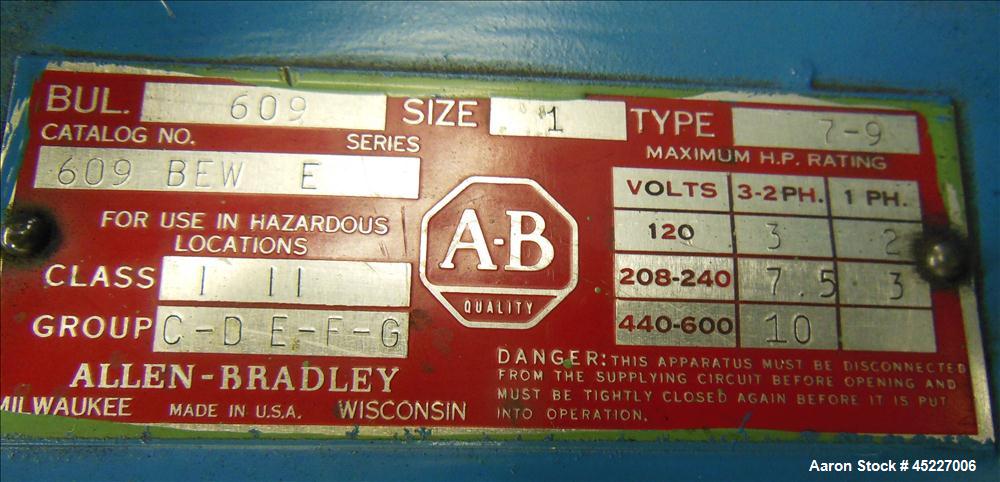 BUL. 609 SIZE 1 TYPE 7-9
CATALOG NO. SERIES
609 BEW E
MAXIMUM H.P. RATING
VOLTS 3-2PH. 1 PH.
120 3 2
208-240 7.5 3
440-600 10
FOR USE IN HAZARDOUS
LOCATIONS
CLASS I II
GROUP C-D E-F-G
A-B
QUALITY
ALLEN-BRADLEY
MILWAUKEE MADE IN U.S.A. WISCONSIN
DANGER: THIS APPARATUS MUST BE DISCONNECTED
FROM THE SUPPLYING CIRCUIT BEFORE OPENING AND
MUST BE TIGHTLY CLOSED AGAIN BEFORE IT IS PUT
INTO OPERATION.
Aaron Stock # 45227006